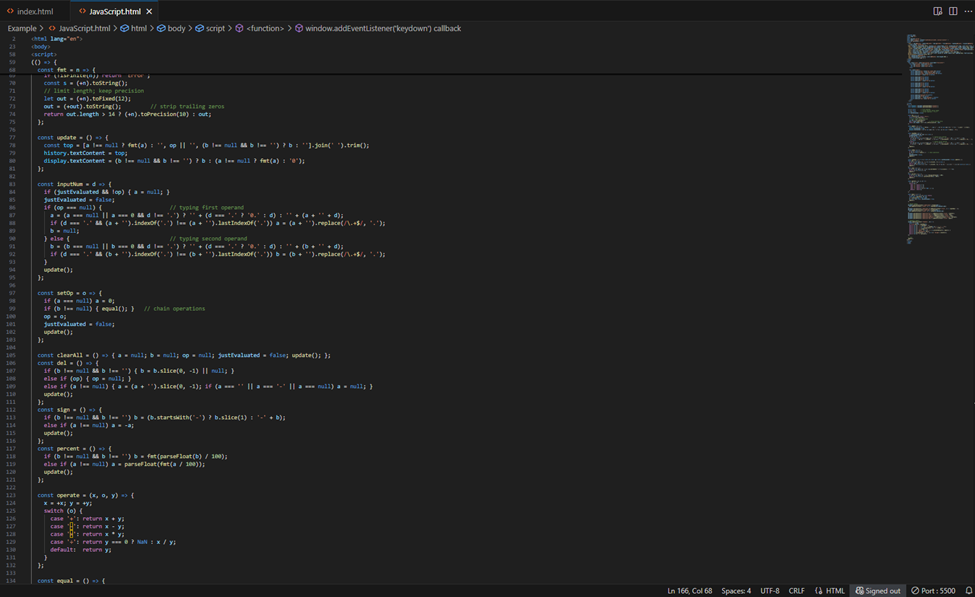 index.html
JavaScript.html
Example > JavaScript.html > html > body > script > <function> > window.addEventListener('keydown') callback
2 <html lang="en">
23 <body>
58 <script>
59 (() => {
68 const fmt = n => {
69 if (!isFinite(n)) return 'Error';
70 const x = (+n).toString();
71 // limit length; keep precision
72 let out = (+n).toFixed(12);
73 out = (+out).toString(); // strip trailing zeros
74 return out.length > 14 ? (+n).toPrecision(10) : out;
75 };
76
77 const update = () => {
78 const top = [a !== null ? fmt(a) : '', op || '', (b !== null && b !== '') ? b : ''].join(' ').trim();
79 history.textContent = top;
80 display.textContent = (b !== null && b !== '') ? b : (a !== null ? fmt(a) : '0');
81 };
82
83 const inputNum = d => {
84 if (justEvaluated && !op) { a = null; }
85 justEvaluated = false;
86 if (op === null) { // typing first operand
87 a = (a === null || a === 0 && d !== '.') ? '' + (d === '.' ? '0.' : d) : '' + (a + '' + d);
88 if (d === '.' && (a + '').indexOf('.') !== (a + '').lastIndexOf('.')) a = (a + '').replace(/\.+$/, '.');
89 b = null;
90 } else { // typing second operand
91 b = (b === null || b === 0 && d !== '.') ? '' + (d === '.' ? '0.' : d) : '' + (b + '' + d);
92 if (d === '.' && (b + '').indexOf('.') !== (b + '').lastIndexOf('.')) b = (b + '').replace(/\.+$/, '.');
93 }
94 update();
95 };
96
97 const setOp = o => {
98 if (a === null) a = 0;
99 if (b !== null) { equal(); } // chain operations
100 op = o;
101 justEvaluated = false;
102 update();
103 };
104
105 const clearAll = () => { a = null; b = null; op = null; justEvaluated = false; update(); };
106 const del = () => {
107 if (b !== null && b !== '') { b = b.slice(0, -1) || null; }
108 else if (op) { op = null; }
109 else if (a !== null) { a = (a + '').slice(0, -1); if (a === '' || a === '-' || a === null) a = null; }
110 update();
111 };
112 const sign = () => {
113 if (b !== null && b !== '') b = (b.startsWith('-') ? b.slice(1) : '-' + b);
114 else if (a !== null) a = -a;
115 update();
116 };
117 const percent = () => {
118 if (b !== null && b !== '') b = fmt(parseFloat(b) / 100);
119 else if (a !== null) a = parseFloat(fmt(a / 100));
120 update();
121 };
122
123 const operate = (x, o, y) => {
124 x = +x; y = +y;
125 switch (o) {
126 case '+': return x + y;
127 case '−': return x - y;
128 case '×': return x * y;
129 case '÷': return y === 0 ? NaN : x / y;
130 default: return y;
131 }
132 };
133
134 const equal = () => {
Ln 166, Col 68 Spaces: 4 UTF-8 CRLF HTML Signed out Port : 5500